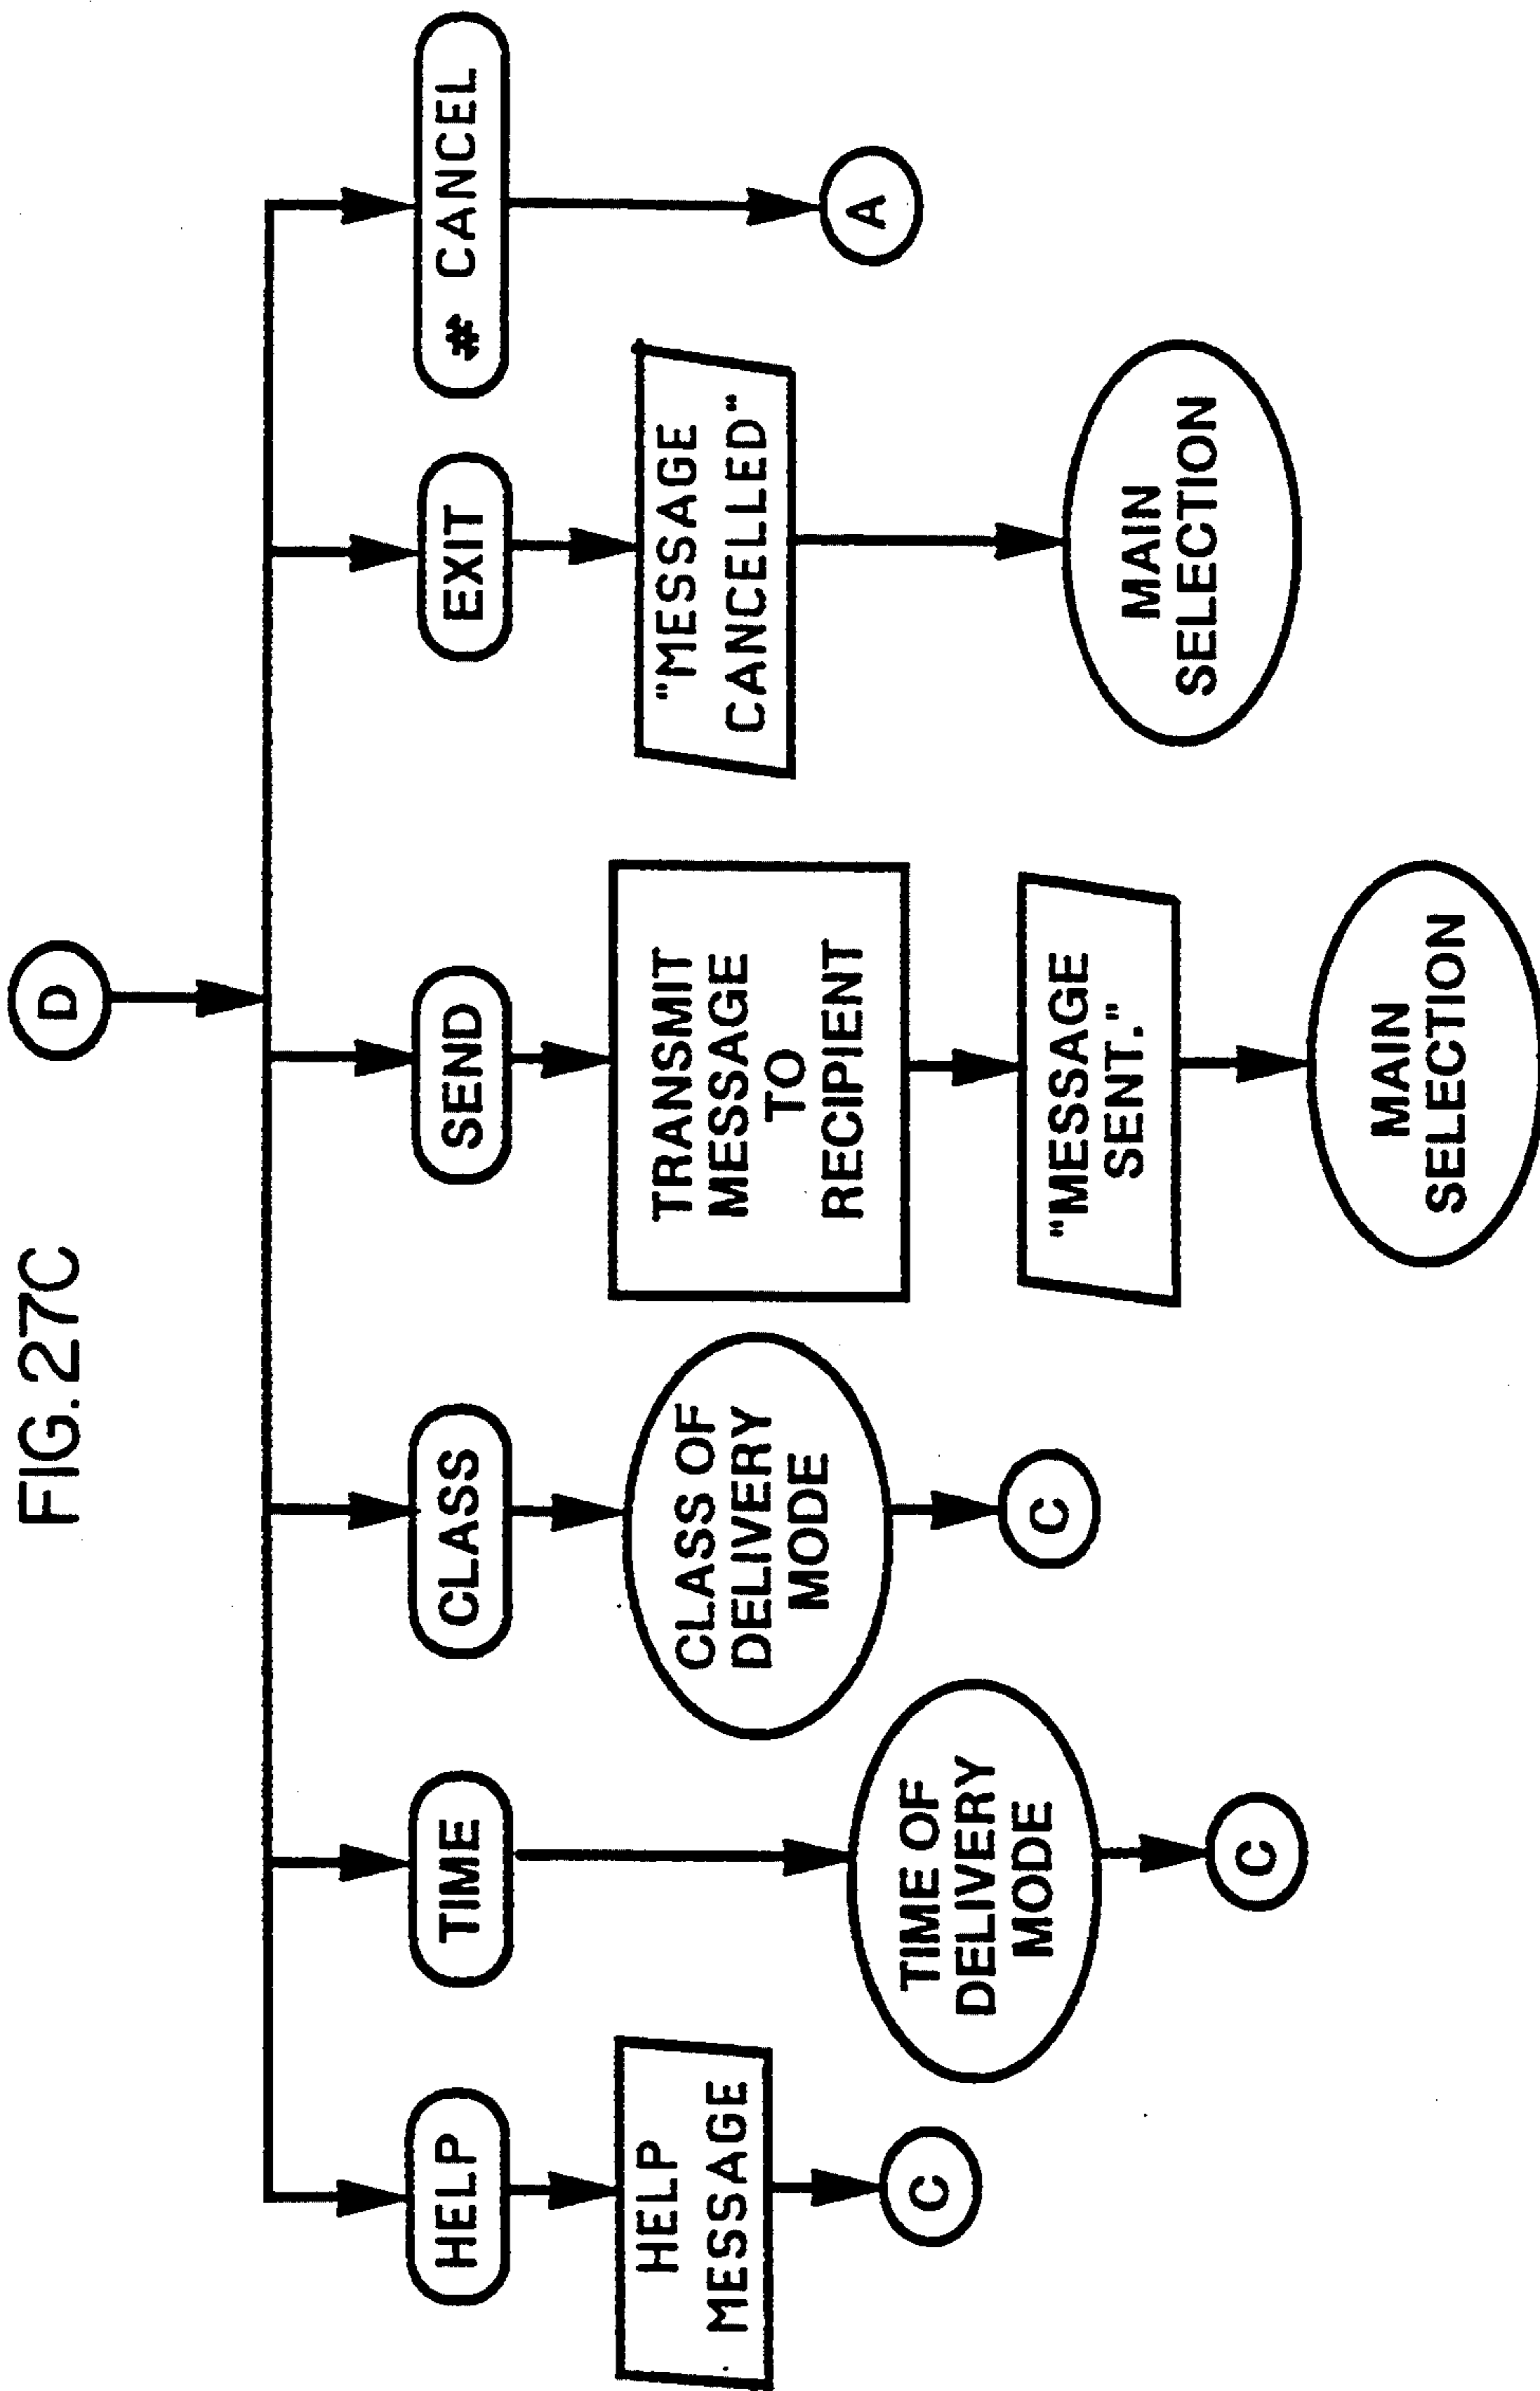 FIG. 27C
D
HELP
TIME
CLASS
SEND
EXIT
# CANCEL
HELP
MESSAGE
C
TIME OF
DELIVERY
MODE
C
CLASS OF
DELIVERY
MODE
C
TRANSMIT
MESSAGE
TO
RECIPIENT
"MESSAGE
SENT."
MAIN
SELECTION
"MESSAGE
CANCELLED"
MAIN
SELECTION
A